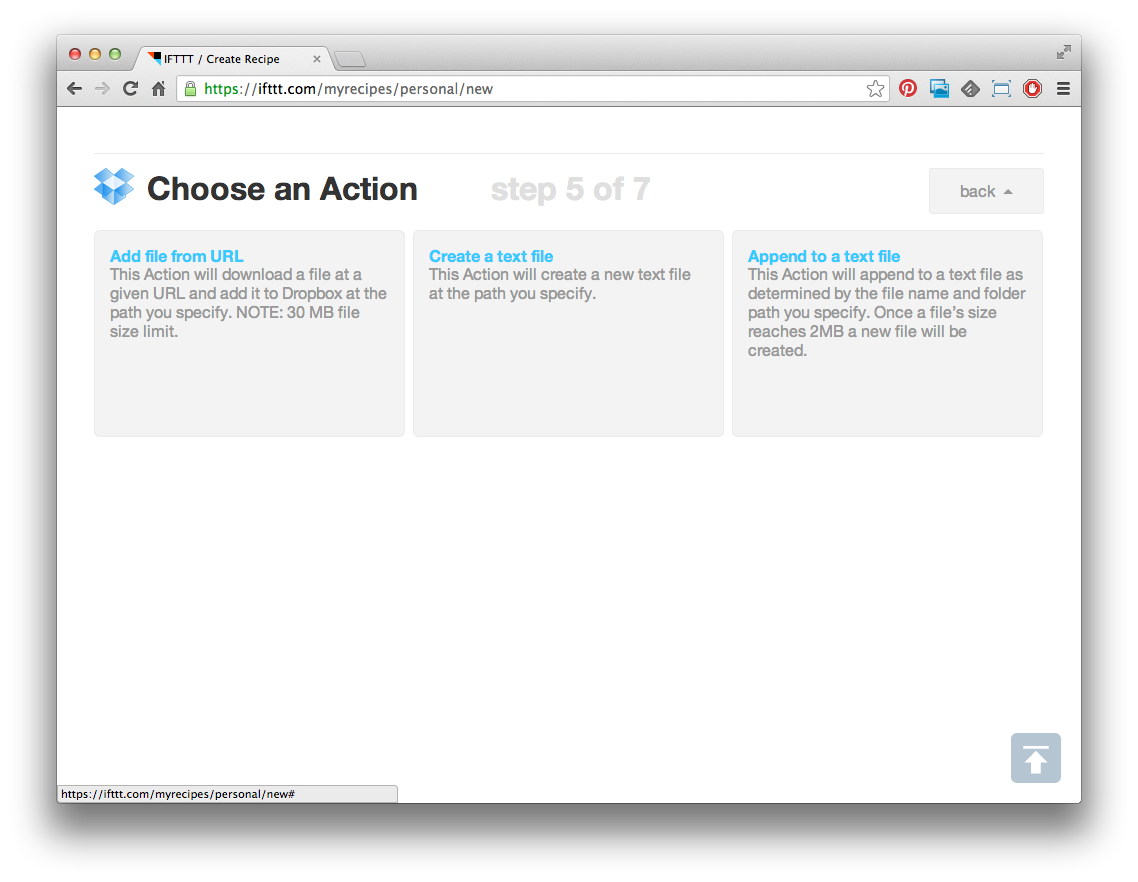 IFTTT / Create Recipe
https://ifttt.com/myrecipes/personal/new
Choose an Action
step 5 of 7
back
Add file from URL
This Action will download a file at a
given URL and add it to Dropbox at the
path you specify. NOTE: 30 MB file
size limit.
Create a text file
This Action will create a new text file
at the path you specify.
Append to a text file
This Action will append to a text file as
determined by the file name and folder
path you specify. Once a file’s size
reaches 2MB a new file will be
created.
https://ifttt.com/myrecipes/personal/new#